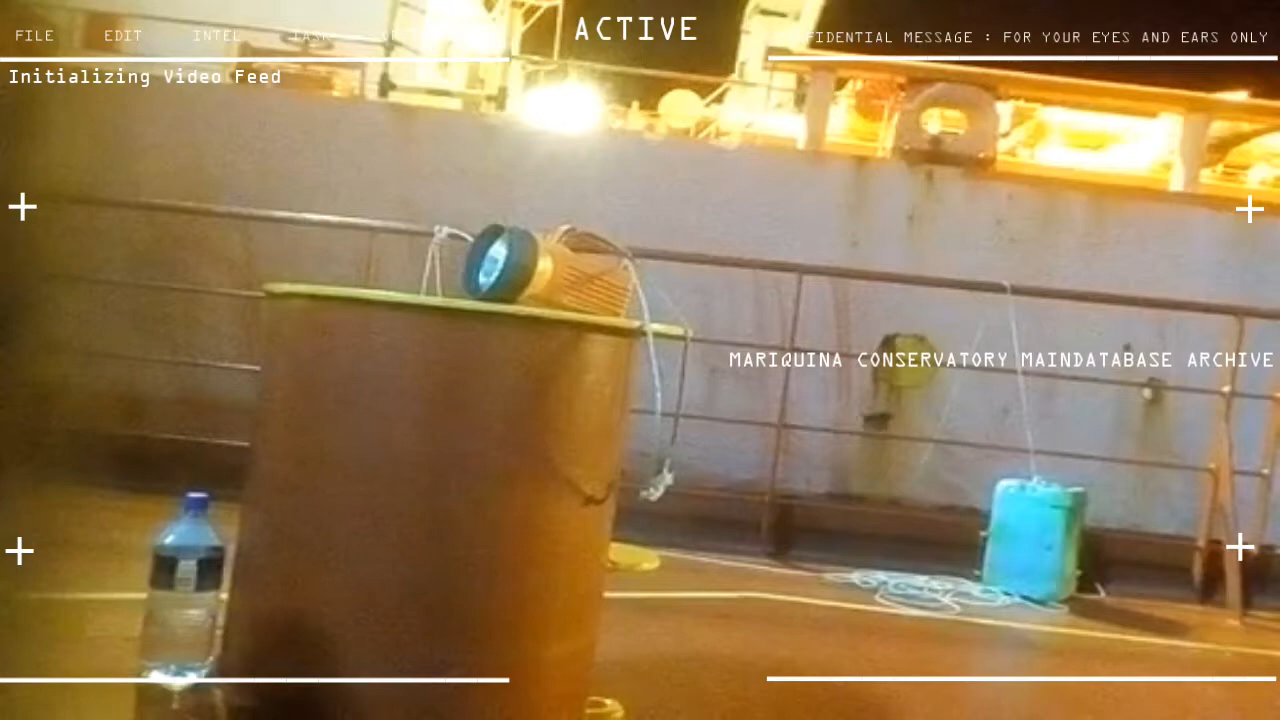 FILE EDIT INTEL TASK
ACTIVE
FIDENTIAL MESSAGE : FOR YOUR EYES AND EARS ONLY
Initializing Video Feed
MARIQUINA CONSERVATORY MAINDATABASE ARCHIVE